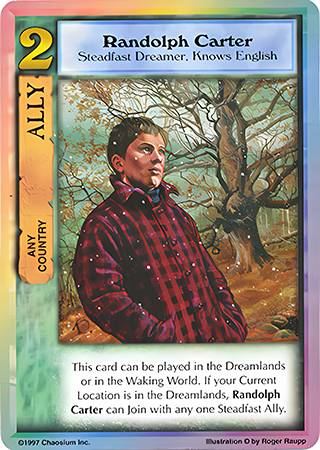 2
Randolph Carter
Steadfast Dreamer, Knows English
ALLY
ANY
COUNTRY
This card can be played in the Dreamlands
or in the Waking World. If your Current
Location is in the Dreamlands, Randolph
Carter can Join with any one Steadfast Ally.
©1997 Chaosium Inc.
Illustration © by Roger Raupp